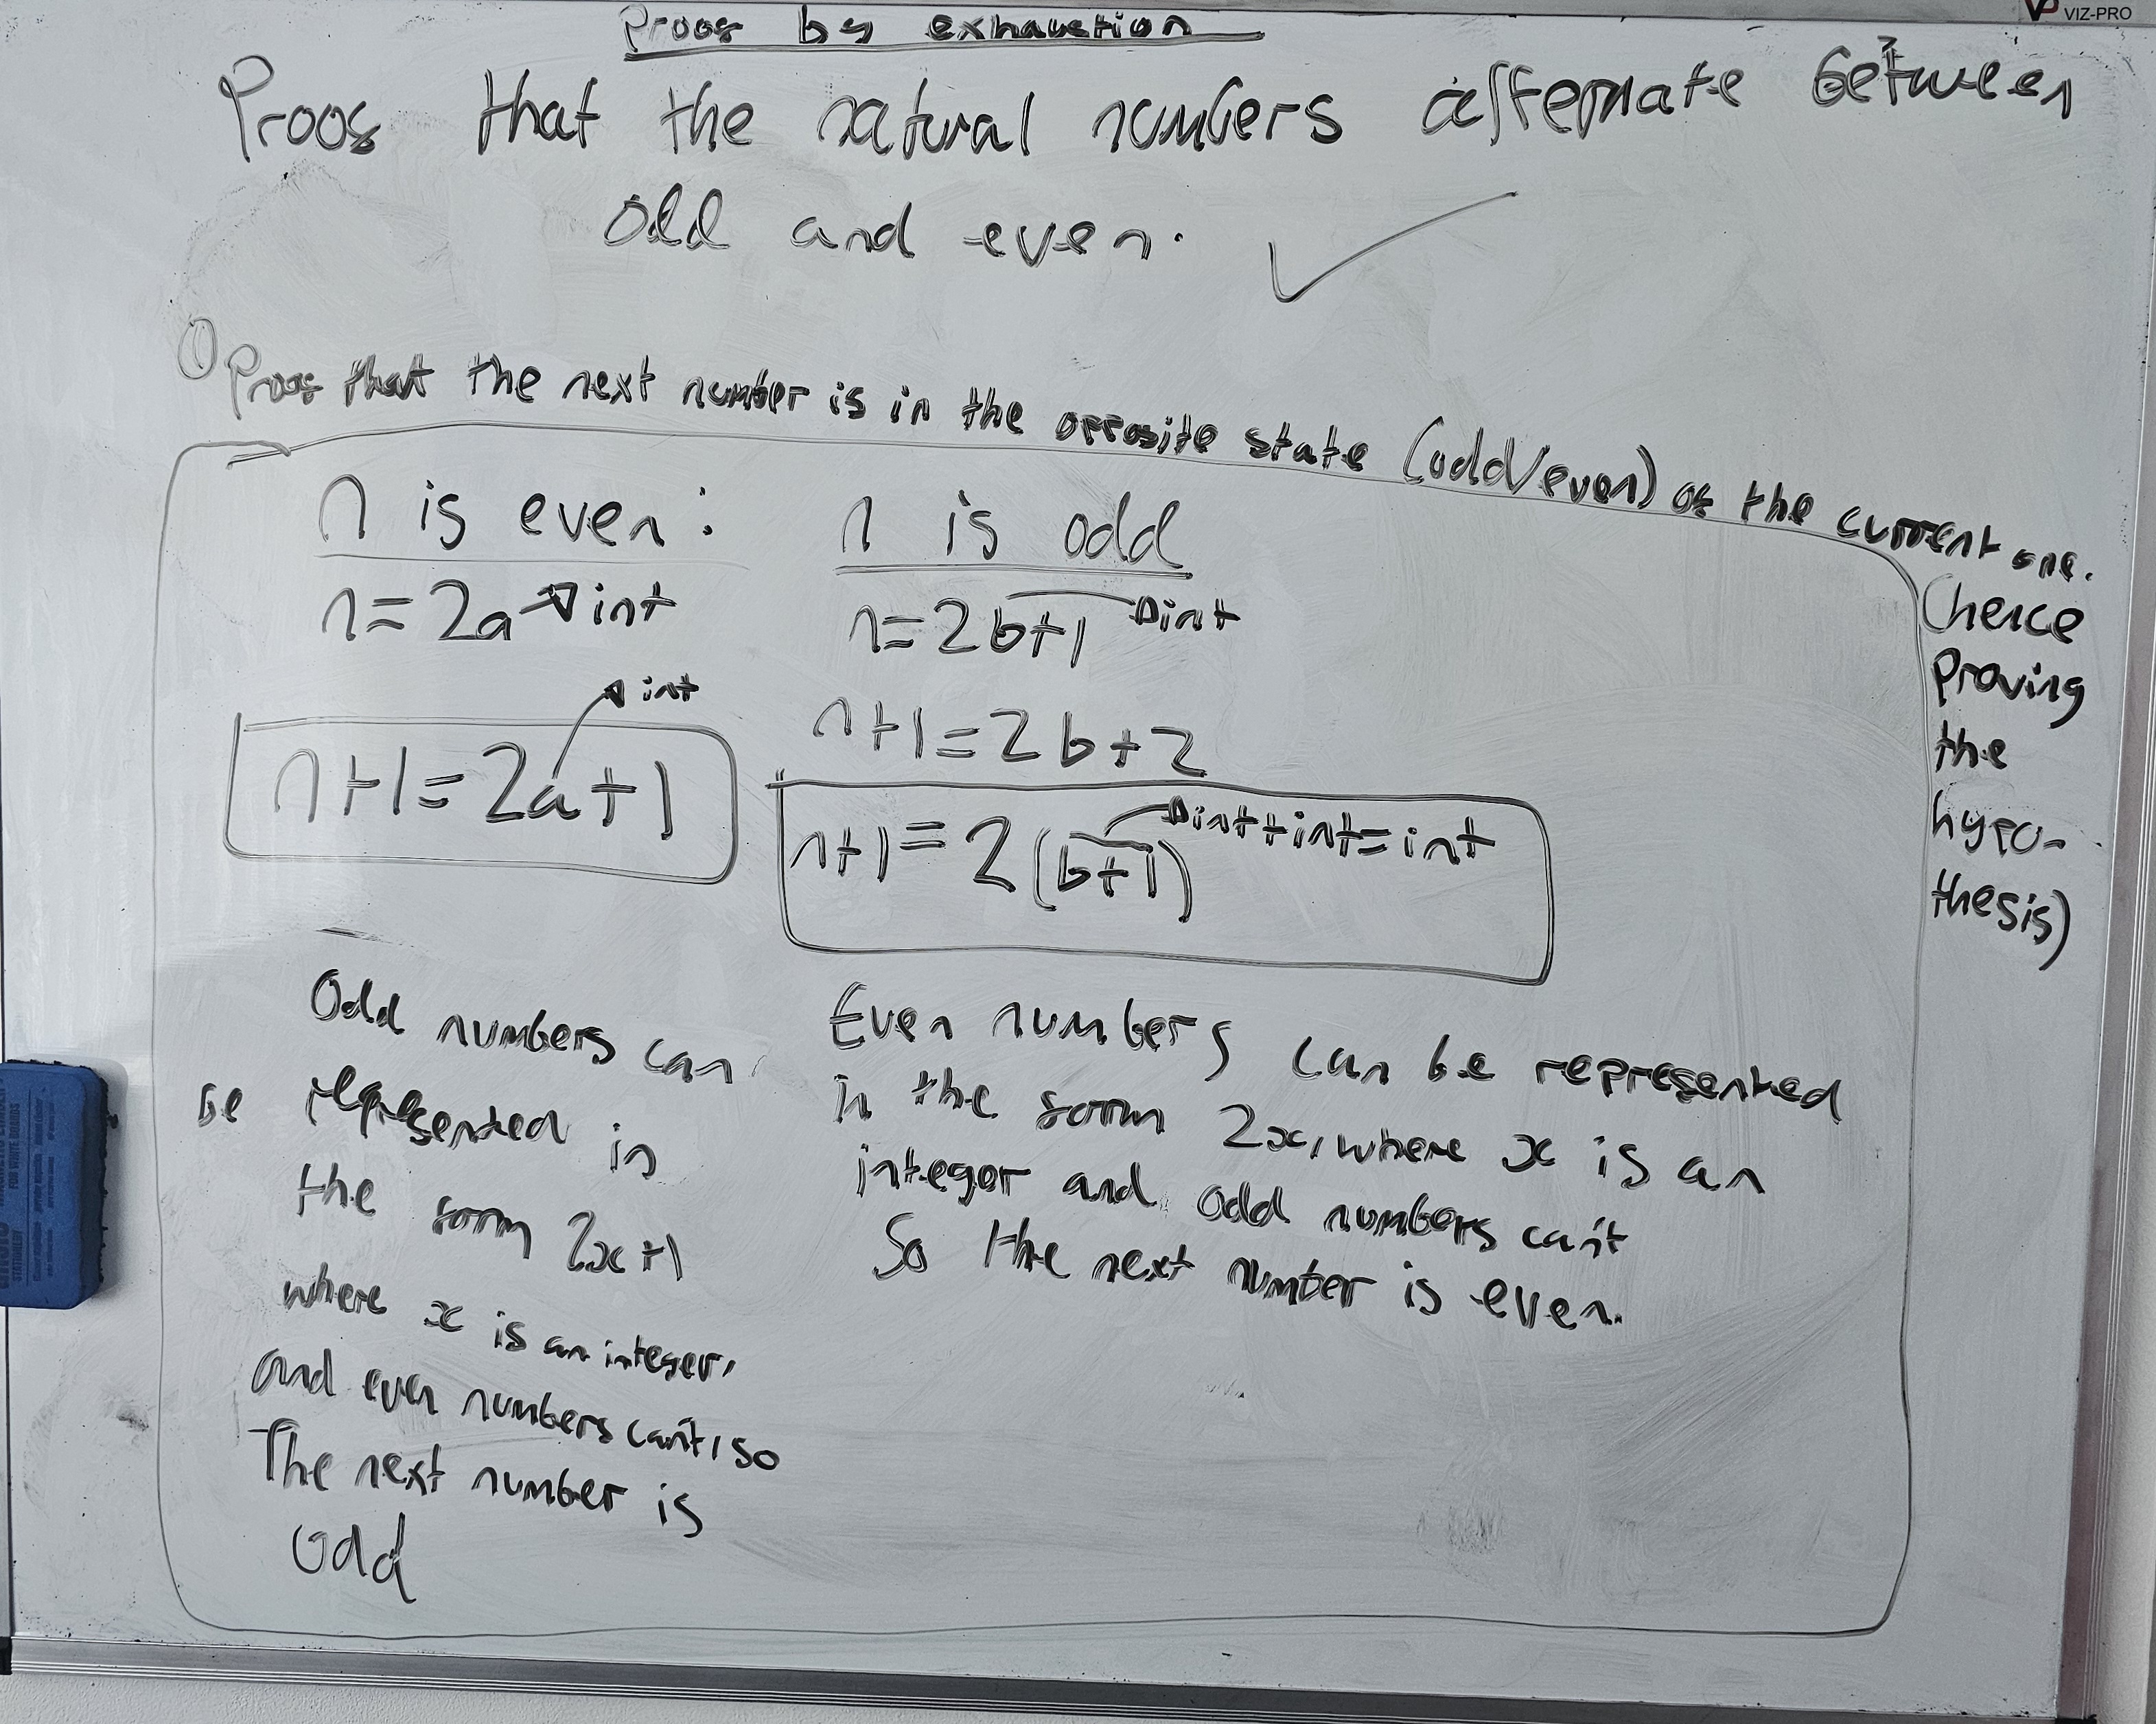 VIZ-PRO
Proof by exhaustion
Proof that the natural numbers alternate between
odd and even. ✓
① Proof that the next number is in the opposite state (odd/even) of the current one.
(hence
proving
the
hypo-
thesis)
n is even:
n=2a → int
n+1=2a+1 → int
Odd numbers can
be represented in
the form 2x+1
where x is an integer,
and even numbers can't, so
The next number is
odd
n is odd
n=2b+1 → int
n+1=2b+2
n+1=2(b+1) → int+int=int
Even numbers can be represented
in the form 2x, where x is an
integer and odd numbers can't
So the next number is even.